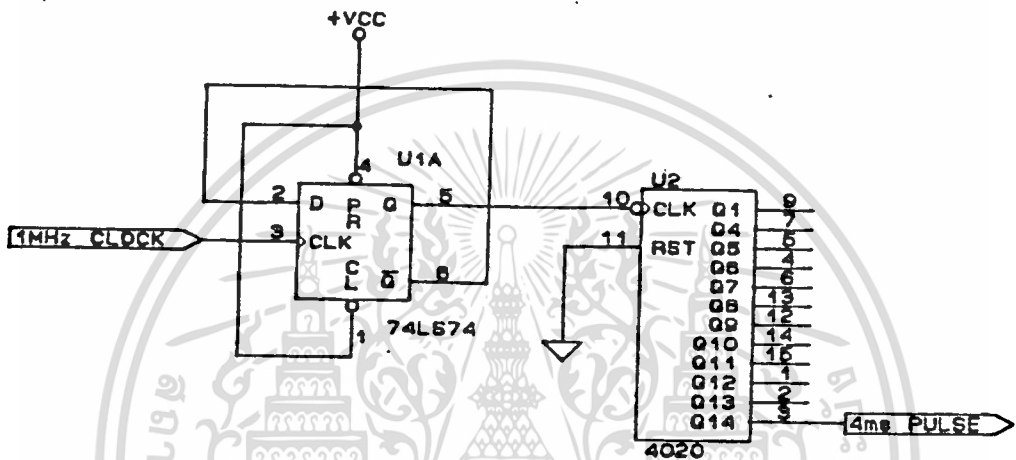 +VCC
4
U1A
2
D
PR
Q
5
3
CLK
CL
Q
6
1
74LS74
1MHz CLOCK
U2
10
CLK
11
RST
Q1
9
Q4
7
Q5
5
Q6
4
Q7
6
Q8
13
Q9
12
Q10
14
Q11
15
Q12
1
Q13
2
Q14
3
4020
4ms PULSE